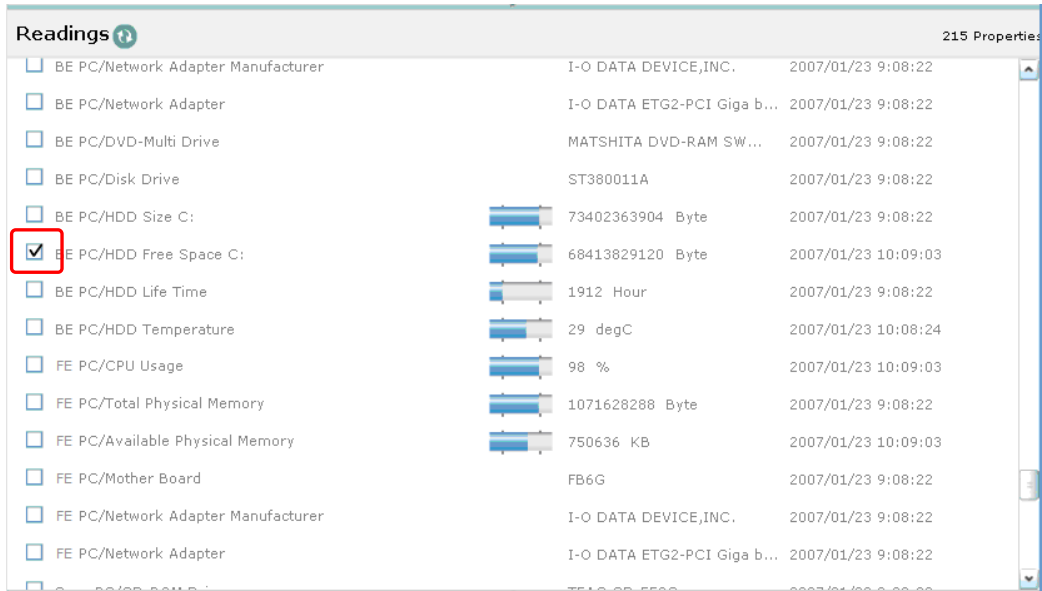 Readings 215 Properties
BE PC/Network Adapter Manufacturer I-O DATA DEVICE,INC. 2007/01/23 9:08:22
BE PC/Network Adapter I-O DATA ETG2-PCI Giga b... 2007/01/23 9:08:22
BE PC/DVD-Multi Drive MATSHITA DVD-RAM SW... 2007/01/23 9:08:22
BE PC/Disk Drive ST380011A 2007/01/23 9:08:22
BE PC/HDD Size C: 73402363904 Byte 2007/01/23 9:08:22
BE PC/HDD Free Space C: 68413829120 Byte 2007/01/23 10:09:03
BE PC/HDD Life Time 1912 Hour 2007/01/23 9:08:22
BE PC/HDD Temperature 29 degC 2007/01/23 10:08:24
FE PC/CPU Usage 98 % 2007/01/23 10:09:03
FE PC/Total Physical Memory 1071628288 Byte 2007/01/23 9:08:22
FE PC/Available Physical Memory 750636 KB 2007/01/23 10:09:03
FE PC/Mother Board FB6G 2007/01/23 9:08:22
FE PC/Network Adapter Manufacturer I-O DATA DEVICE,INC. 2007/01/23 9:08:22
FE PC/Network Adapter I-O DATA ETG2-PCI Giga b... 2007/01/23 9:08:22